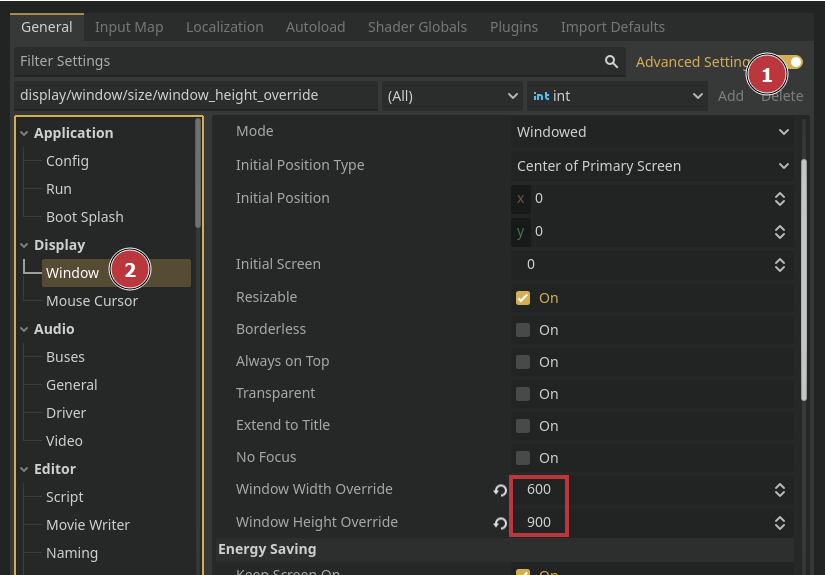 General Input Map Localization Autoload Shader Globals Plugins Import Defaults
Filter Settings Advanced Settin
1
display/window/size/window_height_override (All) int int Add Delete
Application
Config
Run
Boot Splash
Display
Window 2
Mouse Cursor
Audio
Buses
General
Driver
Video
Editor
Script
Movie Writer
Naming
Mode Windowed
Initial Position Type Center of Primary Screen
Initial Position x 0
y 0
Initial Screen 0
Resizable On
Borderless On
Always on Top On
Transparent On
Extend to Title On
No Focus On
Window Width Override 600
Window Height Override 900
Energy Saving
Keep Screen On On